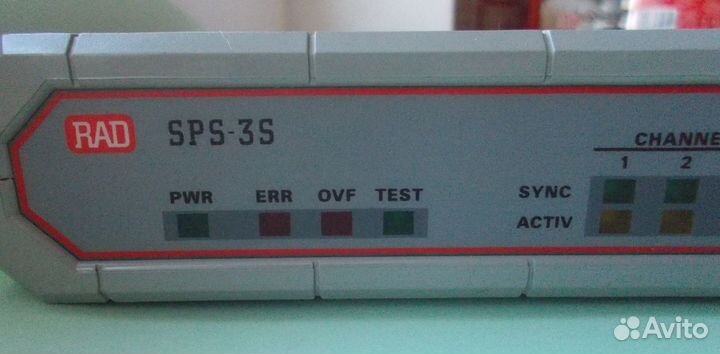 RAD SPS-3S
CHANNE
1 2
PWR ERR OVF TEST
SYNC
ACTIV
Avito